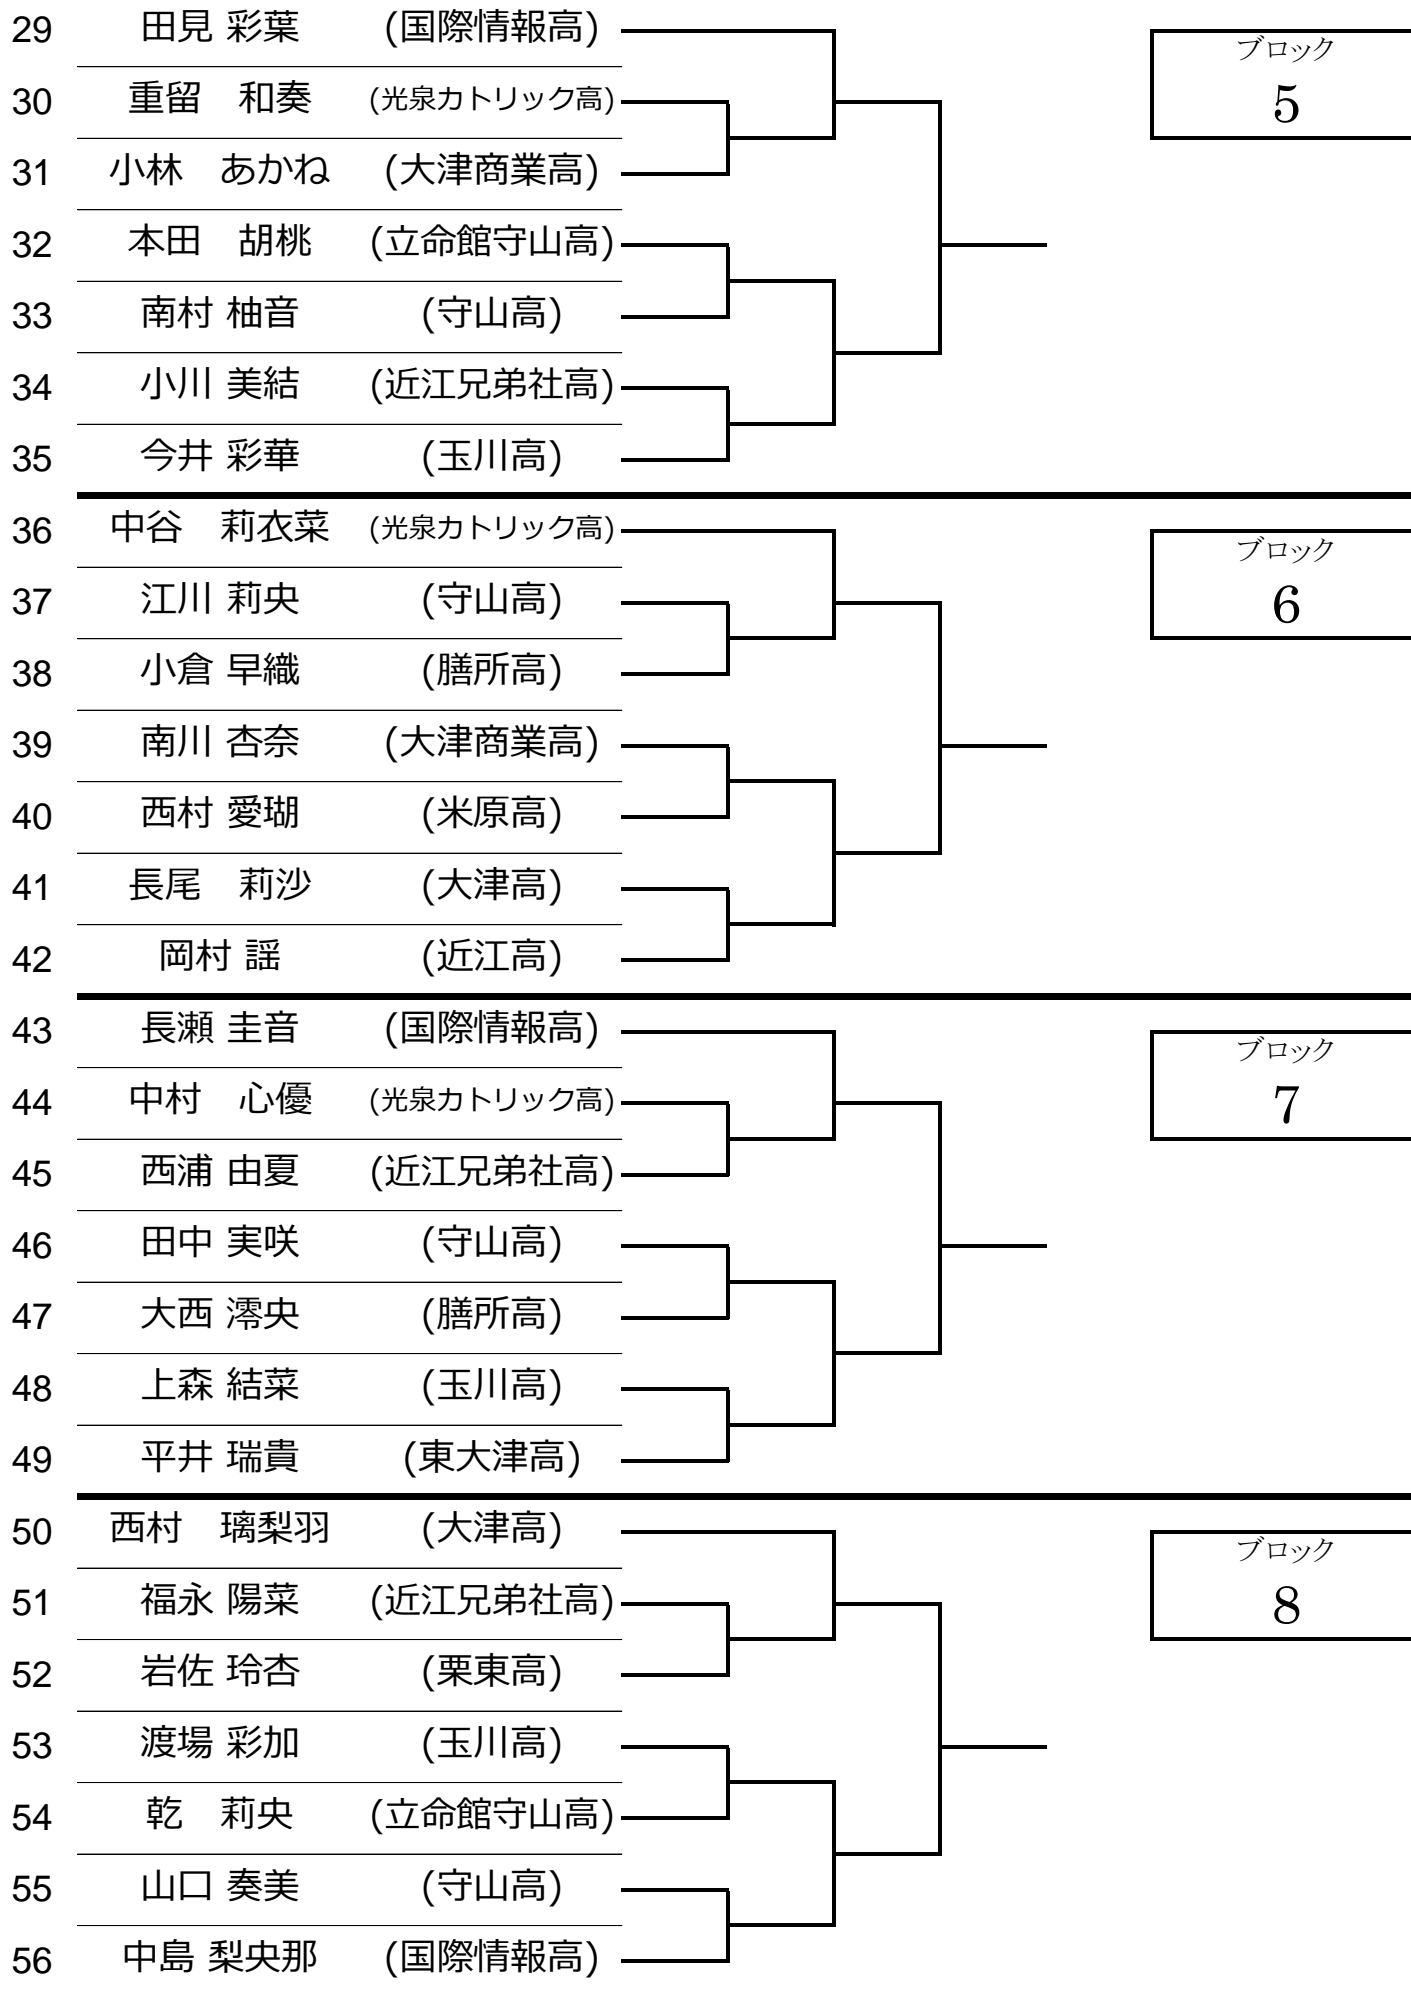 29 田見 彩葉 (国際情報高)
ブロック
5
30 重留　和奏 (光泉カトリック高)
31 小林　あかね (大津商業高)
32 本田　胡桃 (立命館守山高)
33 南村 柚音 (守山高)
34 小川 美結 (近江兄弟社高)
35 今井 彩華 (玉川高)
36 中谷　莉衣菜 (光泉カトリック高)
ブロック
6
37 江川 莉央 (守山高)
38 小倉 早織 (膳所高)
39 南川 杏奈 (大津商業高)
40 西村 愛瑚 (米原高)
41 長尾　莉沙 (大津高)
42 岡村 謡 (近江高)
43 長瀬 圭音 (国際情報高)
ブロック
7
44 中村　心優 (光泉カトリック高)
45 西浦 由夏 (近江兄弟社高)
46 田中 実咲 (守山高)
47 大西 澪央 (膳所高)
48 上森 結菜 (玉川高)
49 平井 瑞貴 (東大津高)
50 西村　璃梨羽 (大津高)
ブロック
8
51 福永 陽菜 (近江兄弟社高)
52 岩佐 玲杏 (栗東高)
53 渡場 彩加 (玉川高)
54 乾　莉央 (立命館守山高)
55 山口 奏美 (守山高)
56 中島 梨央那 (国際情報高)